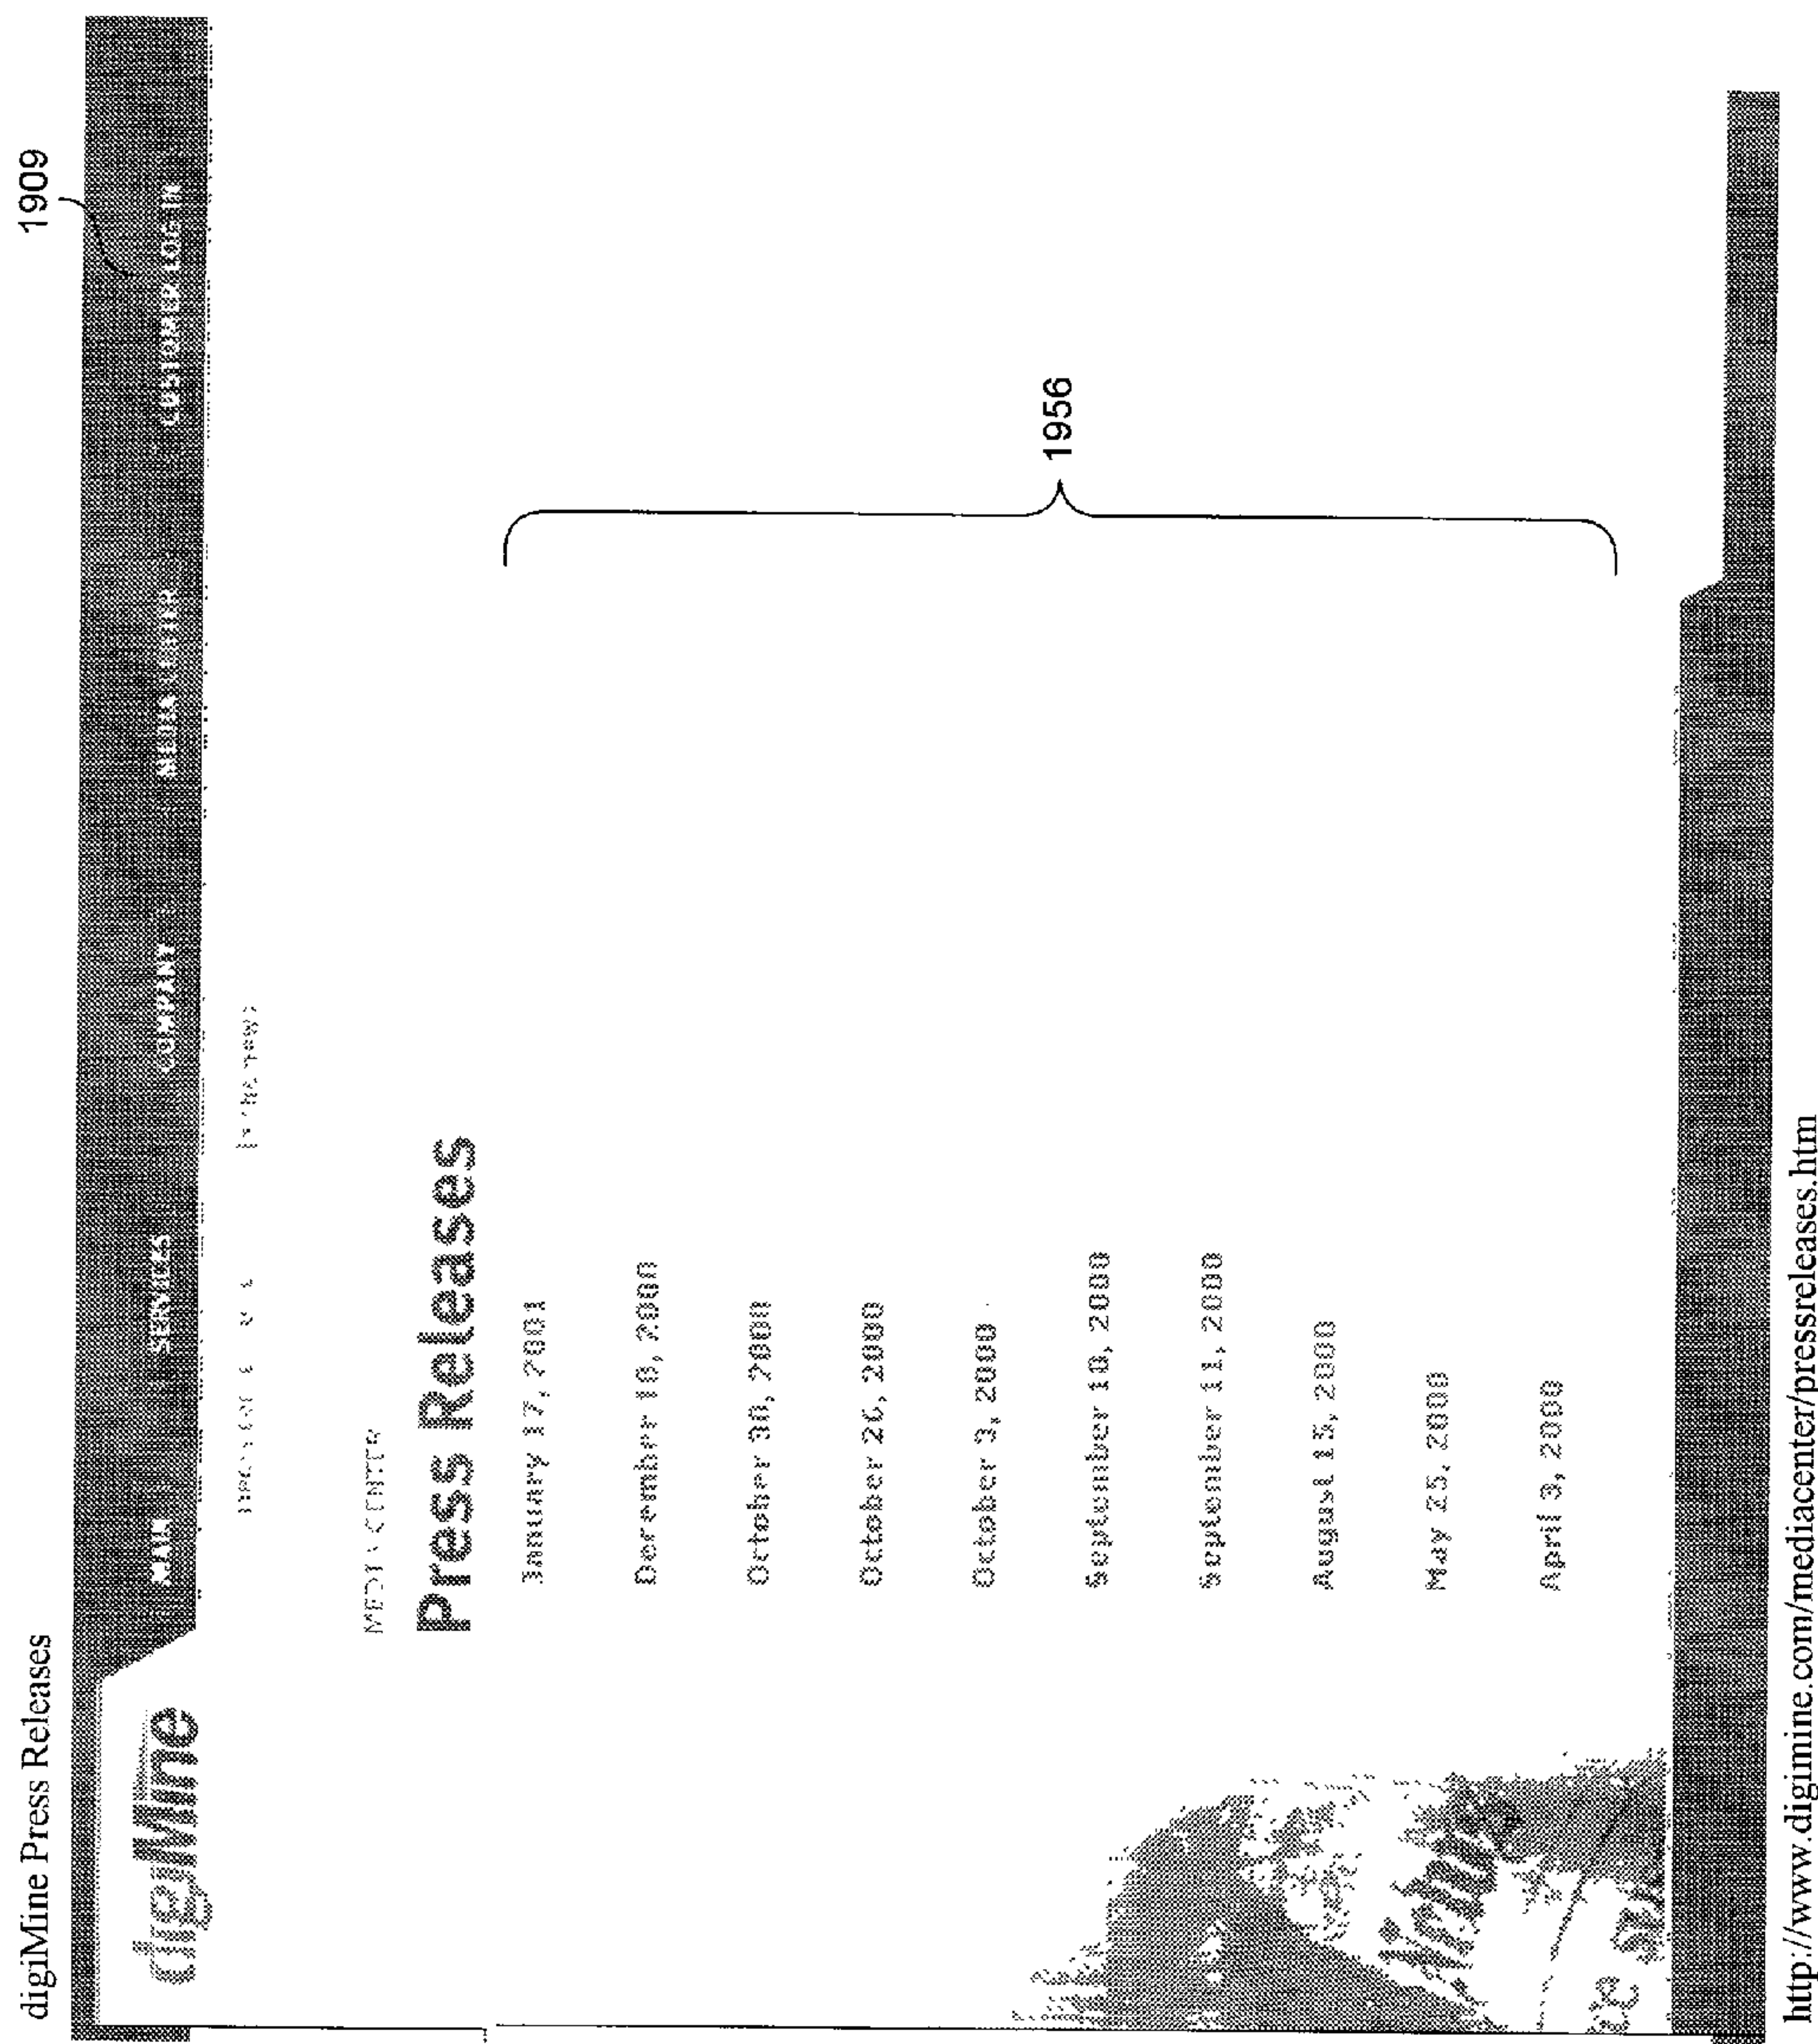 digiMine Press Releases
1909
digiMine
MAIN SERVICES COMPANY MEDIA CENTER CUSTOMER LOGIN
MEDIA CENTER
Press Releases
January 17, 2001
December 18, 2000
October 30, 2000
October 26, 2000
October 3, 2000
September 18, 2000
September 11, 2000
August 15, 2000
May 25, 2000
April 3, 2000
1956
http://www.digimine.com/mediacenter/pressreleases.htm